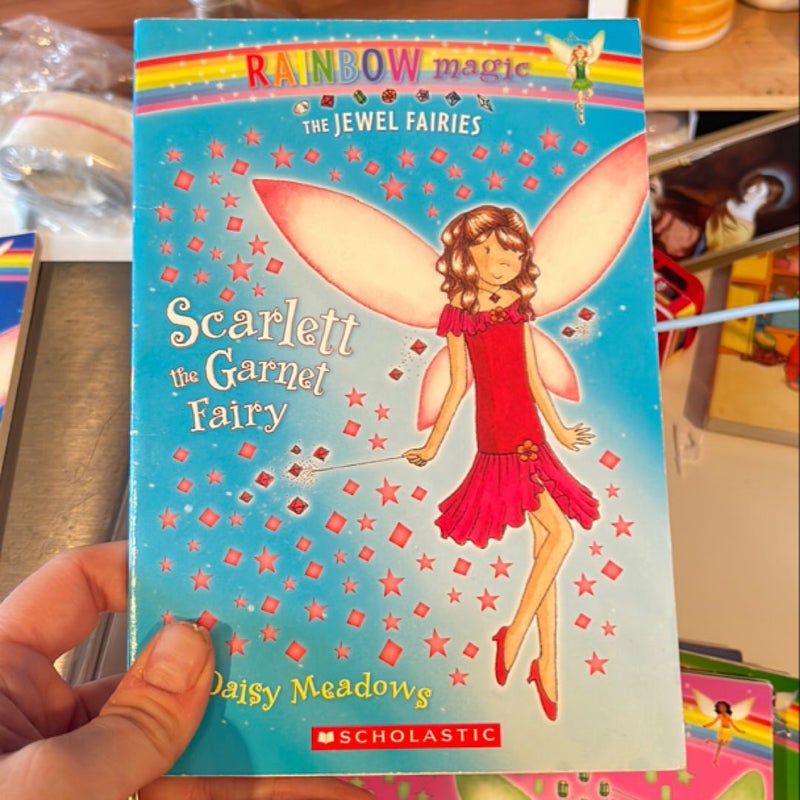 RAINBOW magic
THE JEWEL FAIRIES
Scarlett
the Garnet
Fairy
Daisy Meadows
SCHOLASTIC